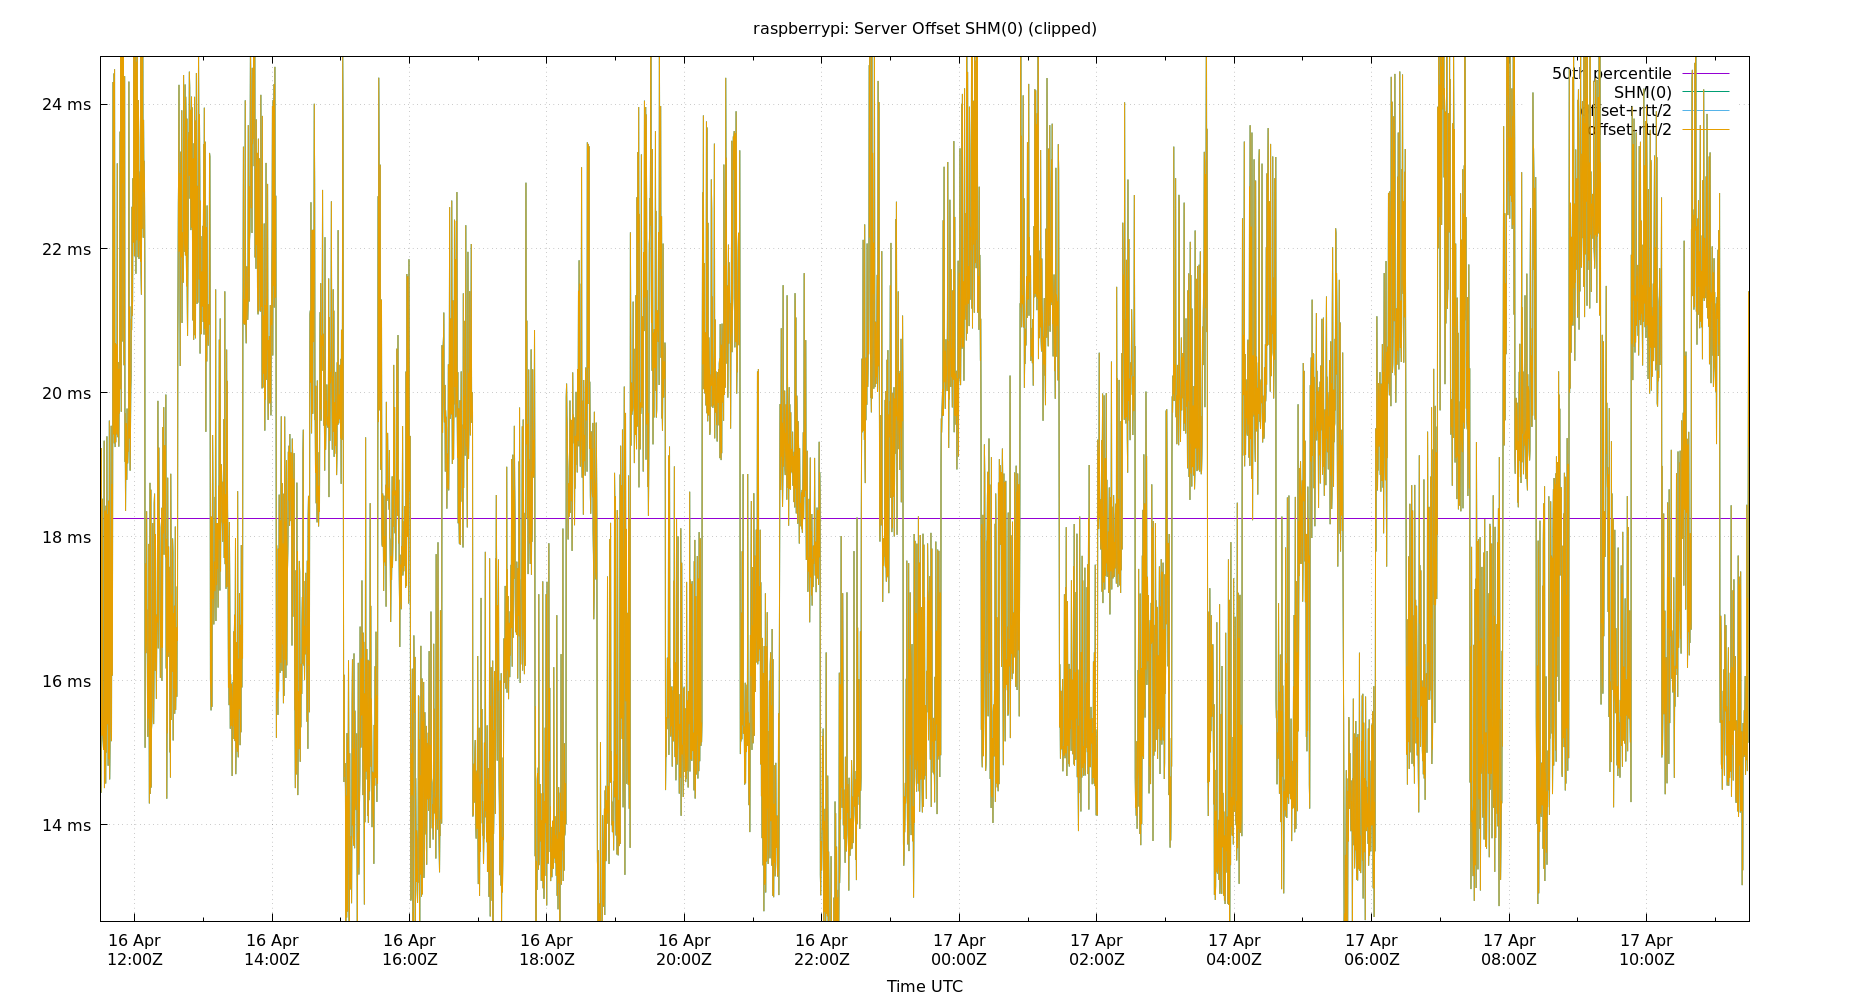 raspberrypi: Server Offset SHM(0) (clipped)
50th percentile
SHM(0)
offset+rtt/2
offset-rtt/2
24 ms
22 ms
20 ms
18 ms
16 ms
14 ms
16 Apr 16 Apr 16 Apr 16 Apr 16 Apr 16 Apr 17 Apr 17 Apr 17 Apr 17 Apr 17 Apr 17 Apr
12:00Z 14:00Z 16:00Z 18:00Z 20:00Z 22:00Z 00:00Z 02:00Z 04:00Z 06:00Z 08:00Z 10:00Z
Time UTC